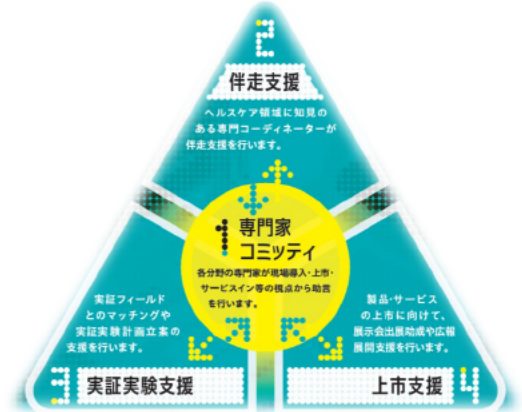 2
伴走支援
ヘルスケア領域に知見の
ある専門コーディネーターが
伴走支援を行います。
1
専門家
コミッティ
各分野の専門家が現場導入・上市・
サービスイン等の視点から助言
を行います。
実証フィールド
とのマッチングや
実証実験計画立案の
支援を行います。
3 実証実験支援
製品・サービス
の上市に向けて、
展示会出展助成や広報
展開支援を行います。
上市支援 4